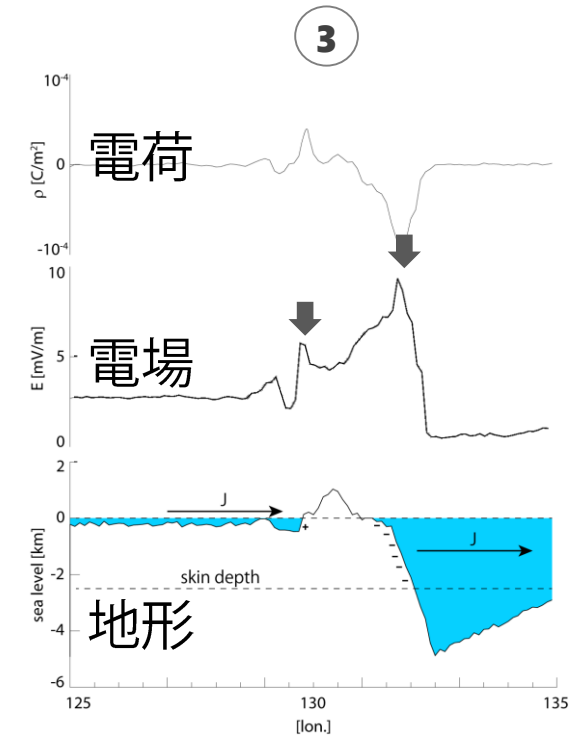 3
10-4
電荷
0
ρ [C/m²]
-10-4
10
電場
5
E [mV/m]
0
2
J
0
+
J
-2
skin depth
sea level [km]
地形
-4
-6
125
130
135
[lon.]